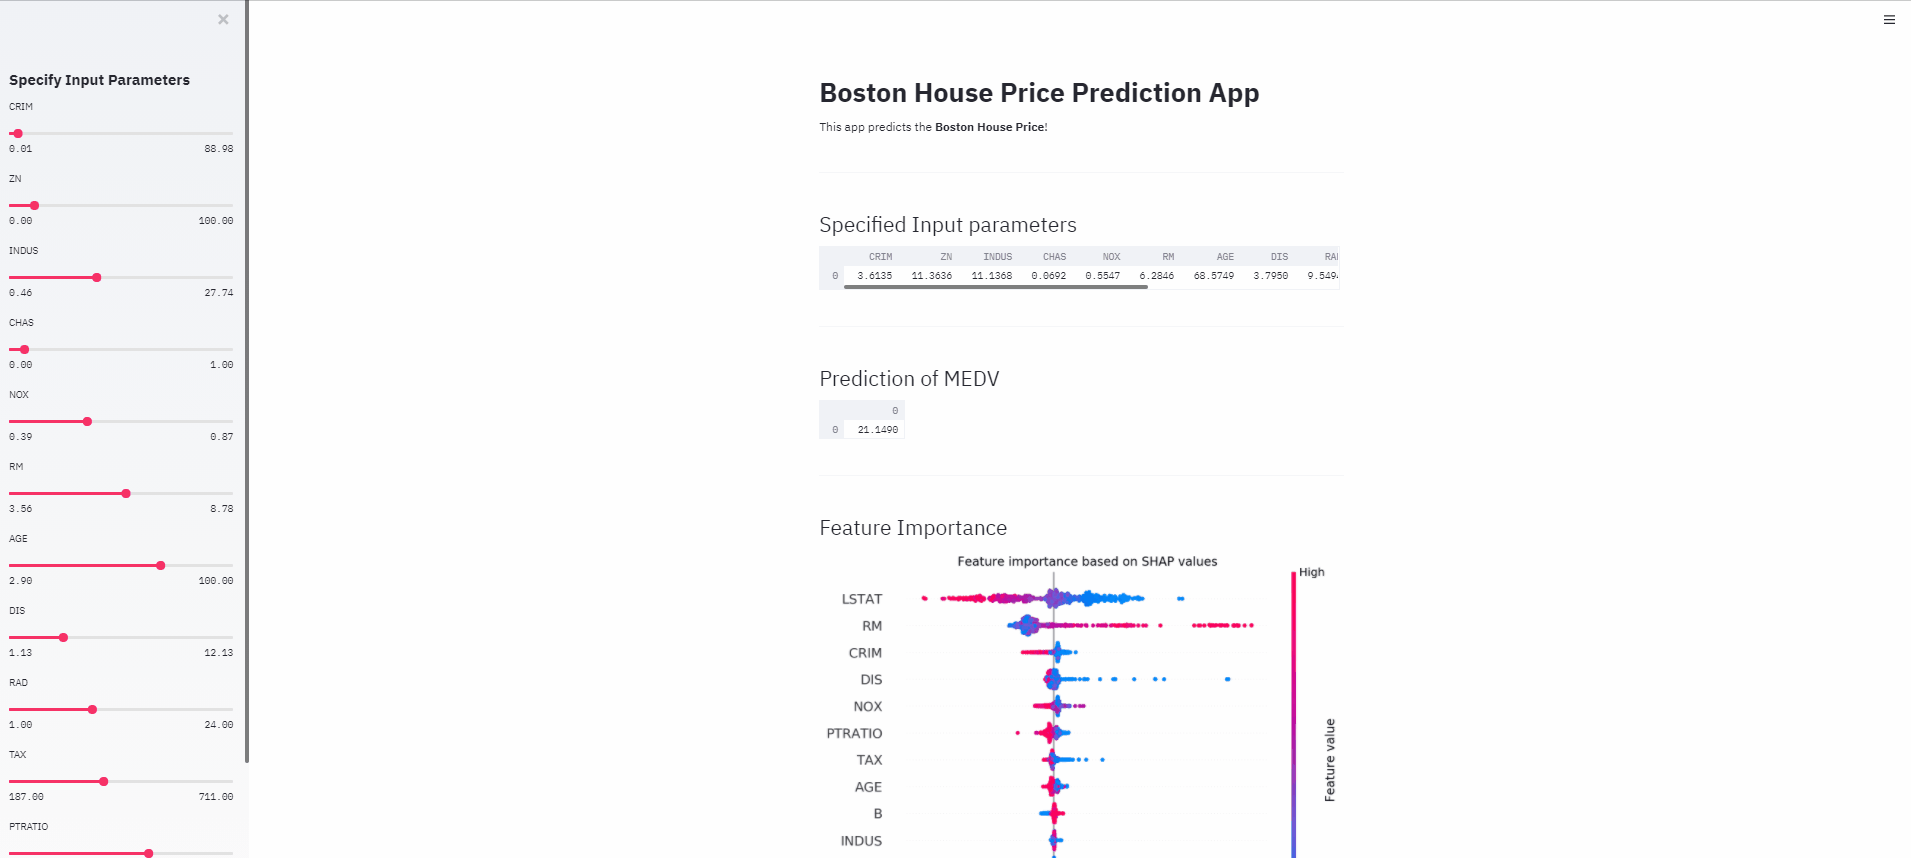 ×
Specify Input Parameters
CRIM
0.01 88.98
ZN
0.00 100.00
INDUS
0.46 27.74
CHAS
0.00 1.00
NOX
0.39 0.87
RM
3.56 8.78
AGE
2.90 100.00
DIS
1.13 12.13
RAD
1.00 24.00
TAX
187.00 711.00
PTRATIO
Boston House Price Prediction App
This app predicts the Boston House Price!
Specified Input parameters
CRIM ZN INDUS CHAS NOX RM AGE DIS
0 3.6135 11.3636 11.1368 0.0692 0.5547 6.2846 68.5749 3.7950
Prediction of MEDV
0
0 21.1490
Feature Importance
Feature importance based on SHAP values
High
LSTAT
RM
CRIM
DIS
NOX
PTRATIO
TAX
AGE
B
INDUS
Feature value